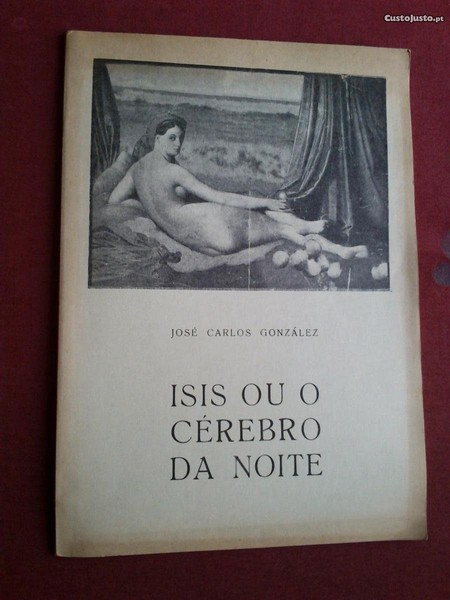 CustoJusto.pt
JOSÉ CARLOS GONZÁLEZ
ISIS OU O
CÉREBRO
DA NOITE